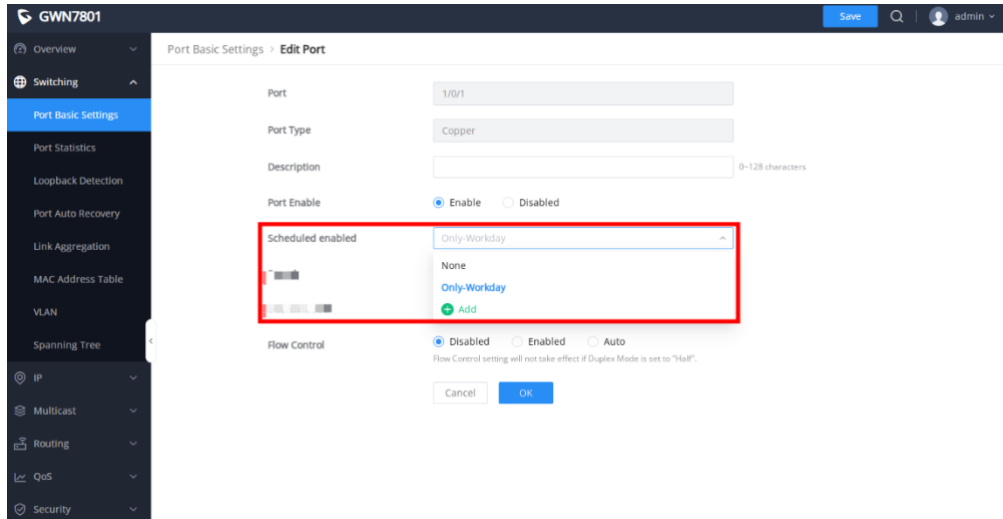 GWN7801
Save
admin
Overview
Switching
Port Basic Settings
Port Statistics
Loopback Detection
Port Auto Recovery
Link Aggregation
MAC Address Table
VLAN
Spanning Tree
IP
Multicast
Routing
QoS
Security
Port Basic Settings > Edit Port
Port 1/0/1
Port Type Copper
Description 0~128 characters
Port Enable Enable Disabled
Scheduled enabled Only-Workday
None
Only-Workday
Add
Flow Control Disabled Enabled Auto
Flow Control setting will not take effect if Duplex Mode is set to "Half".
Cancel OK